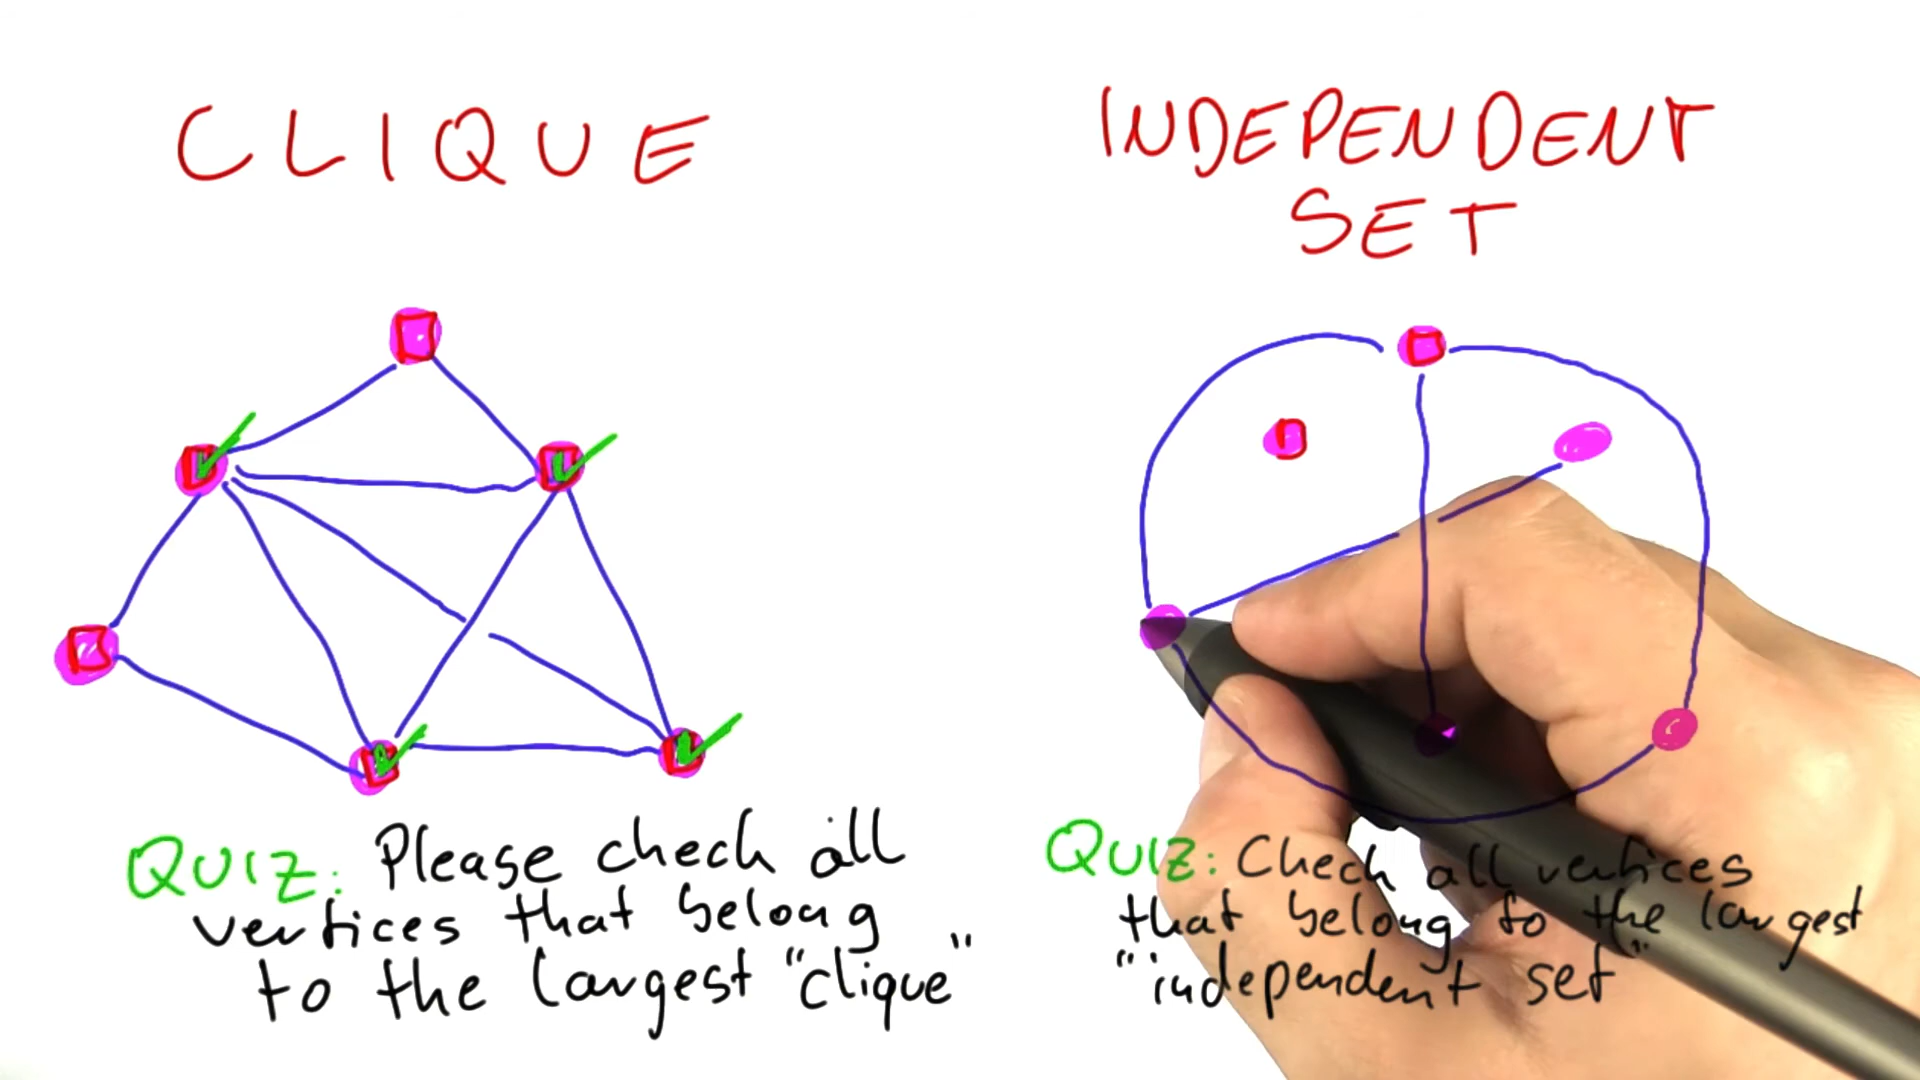 CLIQUE
INDEPENDENT
SET
QUIZ: Please check all
vertices that belong
to the largest "clique"
QUIZ: Check all vertices
that belong to the largest
"independent set"